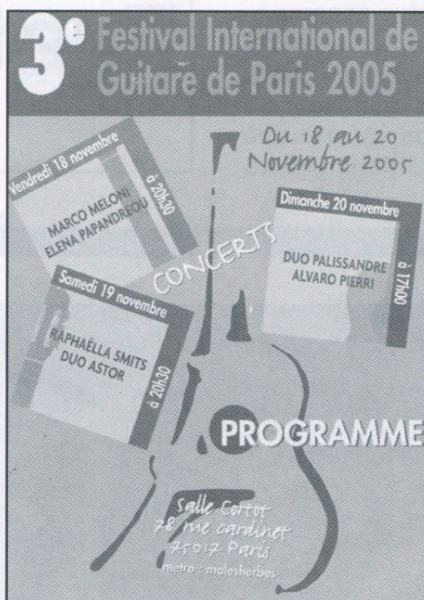 3e Festival International de
Guitare de Paris 2005
Du 18 au 20
Novembre 2005
Vendredi 18 novembre
à 20h30
MARCO MELONI
ELENA PAPANDREOU
CONCERTS
Dimanche 20 novembre
à 17h00
DUO PALISSANDRE
ALVARO PIERRI
Samedi 19 novembre
à 20h30
RAPHAËLLA SMITS
DUO ASTOR
PROGRAMME
Salle Cortot
78, rue cardinet
75017 Paris
metro : malesherbes